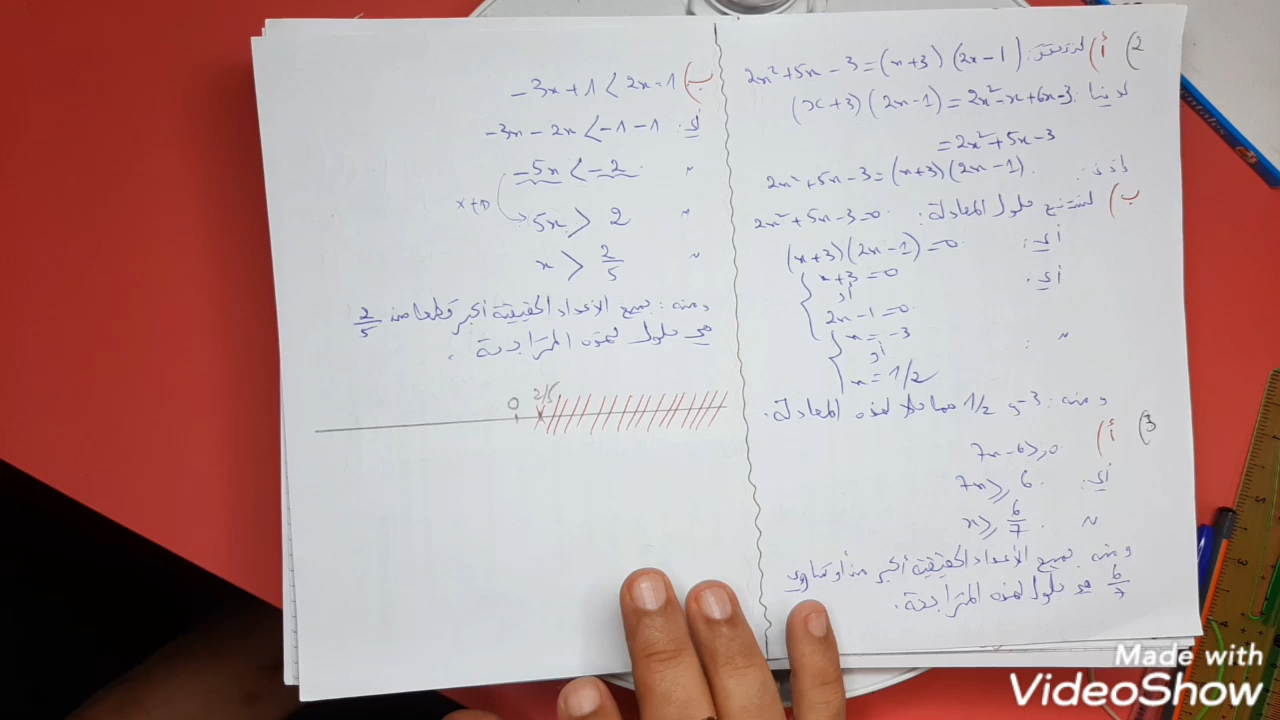 2) أ) لنتحقق: 2x²+5x-3=(x+3)(2x-1)
لدينا: (x+3)(2x-1)=2x²-x+6x-3
=2x²+5x-3
إذن: 2x²+5x-3=(x+3)(2x-1)
ب) لنستنتج حلول المعادلة: 2x²+5x-3=0
أي: (x+3)(2x-1)=0
أي: x+3=0
أو
2x-1=0
〃 : x=-3
أو
x=1/2
ومنه: -3 و 1/2 هما حلا هذه المعادلة.
3) أ) 7x-6≥0
أي: 7x≥6
〃 x≥6/7
ومنه: جميع الأعداد الحقيقية أكبر من أو تساوي
6/7 هي حلول لهذه المتراجحة.
ب) -3x+1<2x-1
أي: -3x-2x<-1-1
〃 -5x<-2
〃 5x>2
〃 x>2/5
ومنه: جميع الأعداد الحقيقية أكبر قطعا من 2/5
هي حلول لهذه المتراجحة.
0 2/5
Made with
VideoShow